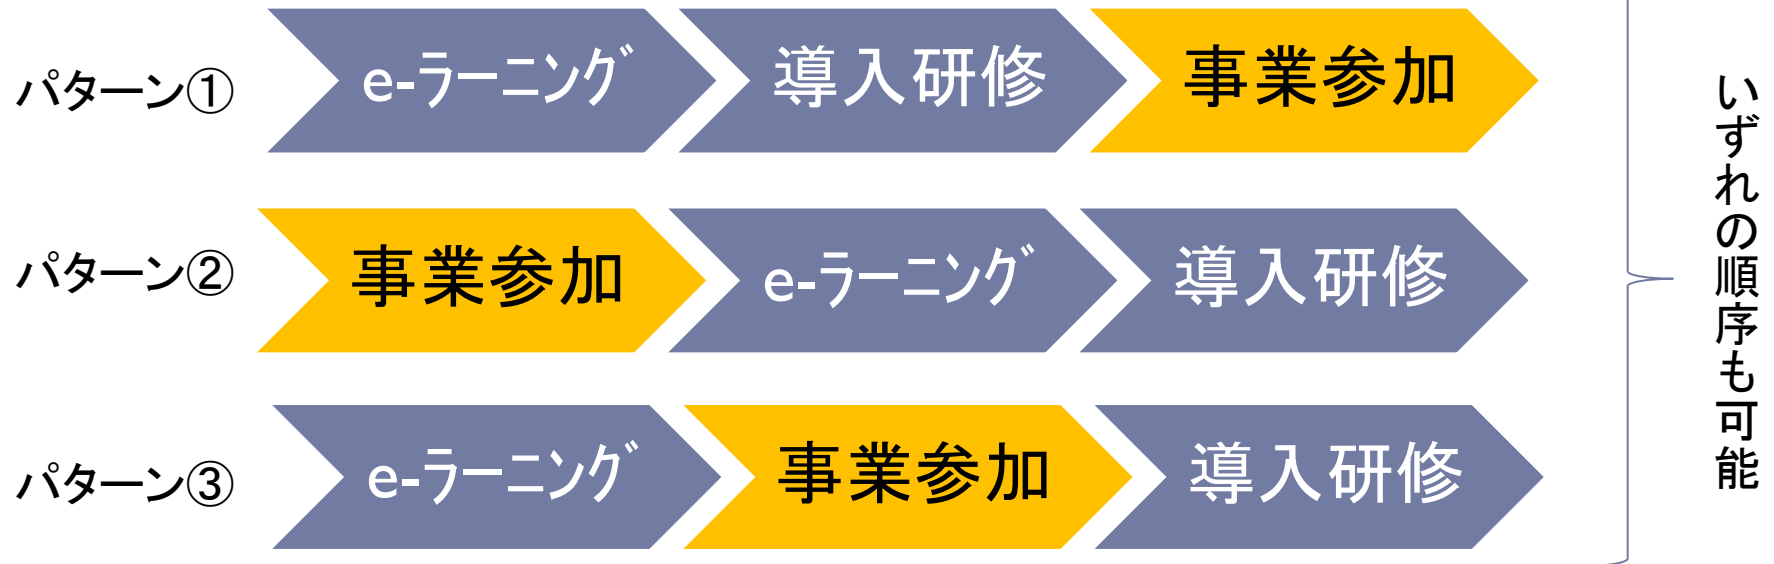 パターン① e-ラーニング 導入研修 事業参加
パターン② 事業参加 e-ラーニング 導入研修
パターン③ e-ラーニング 事業参加 導入研修
いずれの順序も可能